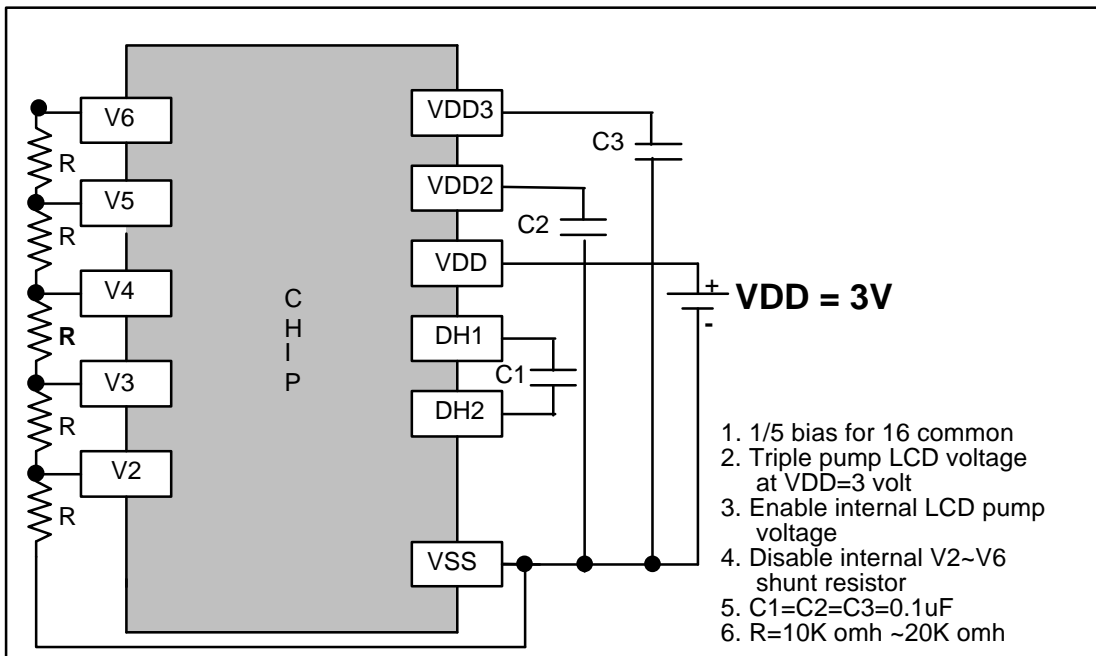 V6
R
V5
R
V4
R
V3
R
V2
R
C
H
I
P
VDD3
C3
VDD2
C2
VDD
+
VDD = 3V
-
DH1
C1
DH2
VSS
1. 1/5 bias for 16 common
2. Triple pump LCD voltage
at VDD=3 volt
3. Enable internal LCD pump
voltage
4. Disable internal V2~V6
shunt resistor
5. C1=C2=C3=0.1uF
6. R=10K omh ~20K omh